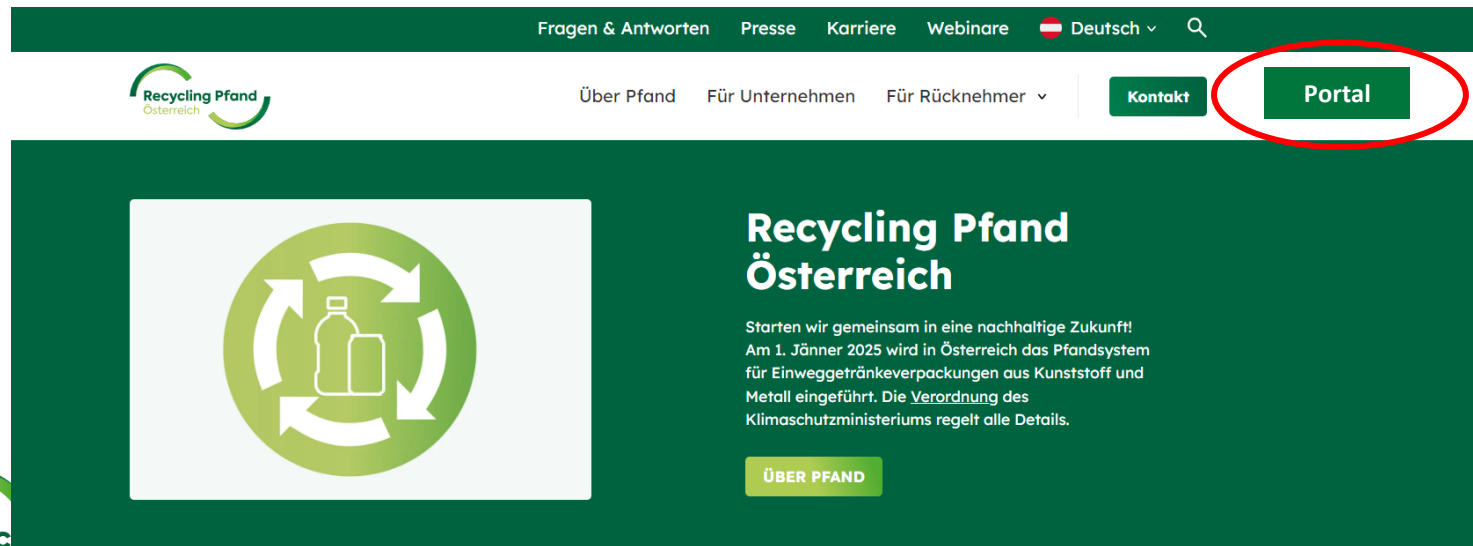 Fragen & Antworten Presse Karriere Webinare Deutsch
Recycling Pfand
Österreich
Über Pfand Für Unternehmen Für Rücknehmer Kontakt Portal
Recycling Pfand
Österreich
Starten wir gemeinsam in eine nachhaltige Zukunft!
Am 1. Jänner 2025 wird in Österreich das Pfandsystem
für Einweggetränkeverpackungen aus Kunststoff und
Metall eingeführt. Die Verordnung des
Klimaschutzministeriums regelt alle Details.
ÜBER PFAND